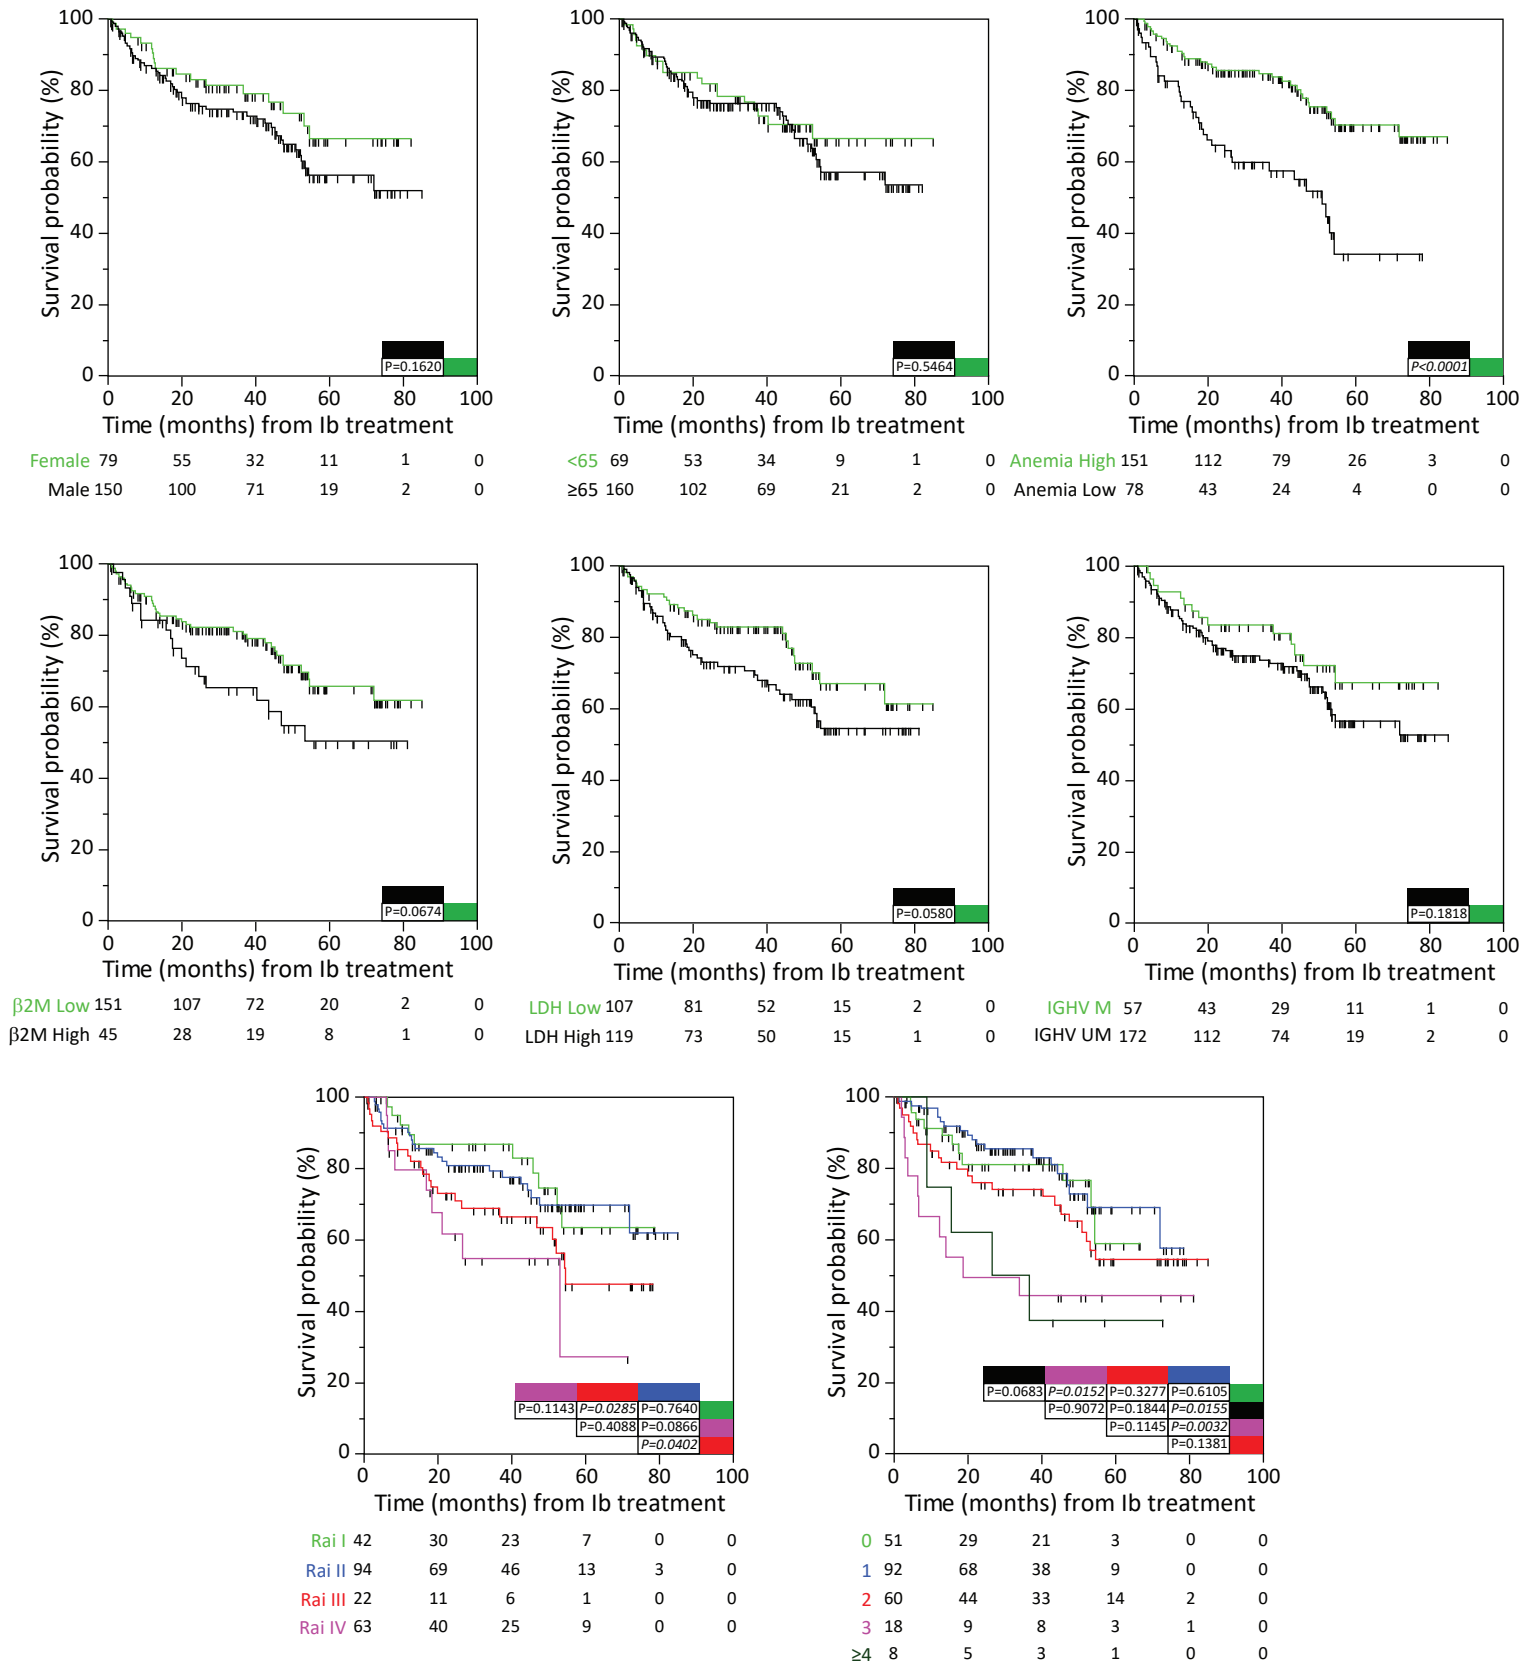 Survival probability (%)
100
80
60
40
20
0
P=0.1620
0 20 40 60 80 100
Time (months) from Ib treatment
Female 79 55 32 11 1 0
Male 150 100 71 19 2 0
Survival probability (%)
100
80
60
40
20
0
P=0.5464
0 20 40 60 80 100
Time (months) from Ib treatment
<65 69 53 34 9 1 0
≥65 160 102 69 21 2 0
Survival probability (%)
100
80
60
40
20
0
P<0.0001
0 20 40 60 80 100
Time (months) from Ib treatment
Anemia High 151 112 79 26 3 0
Anemia Low 78 43 24 4 0 0
Survival probability (%)
100
80
60
40
20
0
P=0.0674
0 20 40 60 80 100
Time (months) from Ib treatment
β2M Low 151 107 72 20 2 0
β2M High 45 28 19 8 1 0
Survival probability (%)
100
80
60
40
20
0
P=0.0580
0 20 40 60 80 100
Time (months) from Ib treatment
LDH Low 107 81 52 15 2 0
LDH High 119 73 50 15 1 0
Survival probability (%)
100
80
60
40
20
0
P=0.1818
0 20 40 60 80 100
Time (months) from Ib treatment
IGHV M 57 43 29 11 1 0
IGHV UM 172 112 74 19 2 0
Survival probability (%)
100
80
60
40
20
0
P=0.1143 P=0.0285 P=0.7640
P=0.4088 P=0.0866
P=0.0402
0 20 40 60 80 100
Time (months) from Ib treatment
Rai I 42 30 23 7 0 0
Rai II 94 69 46 13 3 0
Rai III 22 11 6 1 0 0
Rai IV 63 40 25 9 0 0
Survival probability (%)
100
80
60
40
20
0
P=0.0683 P=0.0152 P=0.3277 P=0.6105
P=0.9072 P=0.1844 P=0.0155
P=0.1145 P=0.0032
P=0.1381
0 20 40 60 80 100
Time (months) from Ib treatment
0 51 29 21 3 0 0
1 92 68 38 9 0 0
2 60 44 33 14 2 0
3 18 9 8 3 1 0
≥4 8 5 3 1 0 0